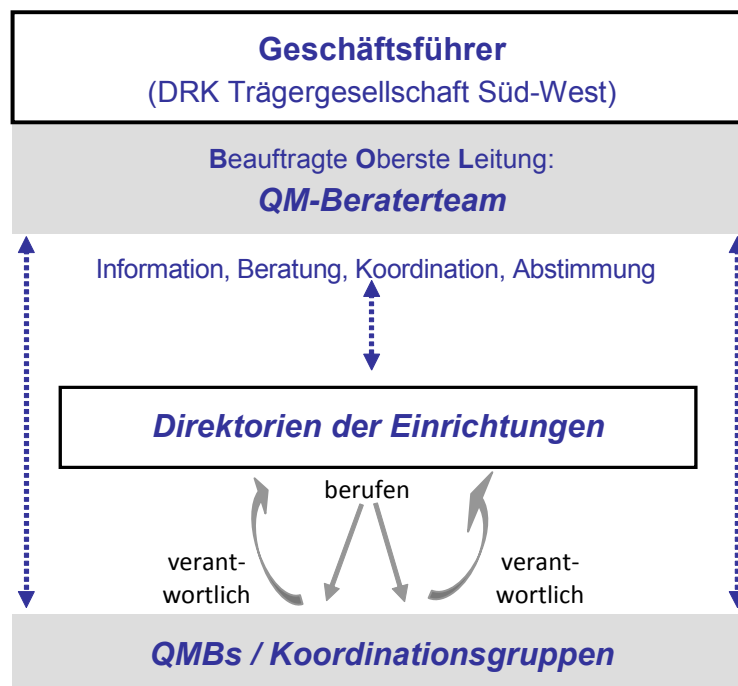 Geschäftsführer
(DRK Trägergesellschaft Süd-West)
Beauftragte Oberste Leitung:
QM-Beraterteam
Information, Beratung, Koordination, Abstimmung
Direktorien der Einrichtungen
berufen
verant-
wortlich
verant-
wortlich
QMBs / Koordinationsgruppen